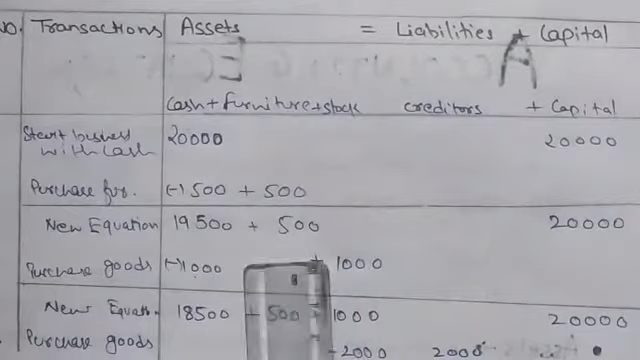 No. Transactions Assets = Liabilities + Capital
A
Cash + furniture + stock creditors + Capital
Start business 20000 20000
with cash
Purchase fur. (-) 500 + 500
New Equation 19500 + 500 20000
Purchase goods (-)1000 + 1000
New Equation. 18500 + 500 + 1000 20000
Purchase goods
+2000 2000